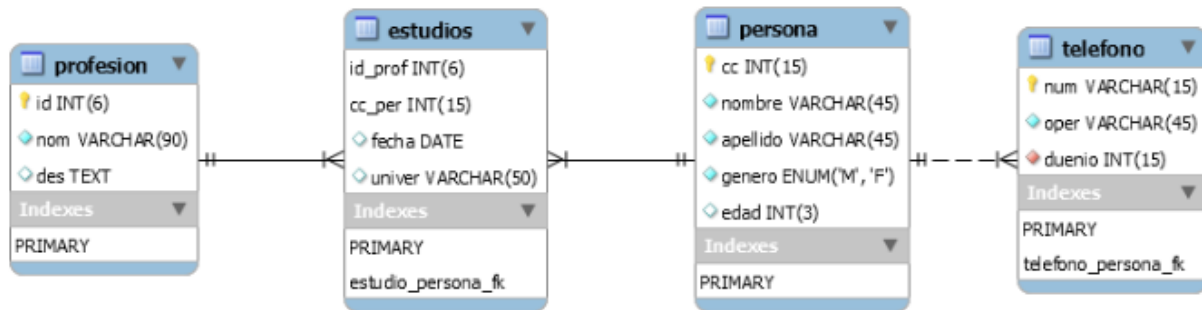 profesion
id INT(6)
nom VARCHAR(90)
des TEXT
Indexes
PRIMARY
estudios
id_prof INT(6)
cc_per INT(15)
fecha DATE
univer VARCHAR(50)
Indexes
PRIMARY
estudio_persona_fk
persona
cc INT(15)
nombre VARCHAR(45)
apellido VARCHAR(45)
genero ENUM('M', 'F')
edad INT(3)
Indexes
PRIMARY
telefono
num VARCHAR(15)
oper VARCHAR(45)
duenio INT(15)
Indexes
PRIMARY
telefono_persona_fk